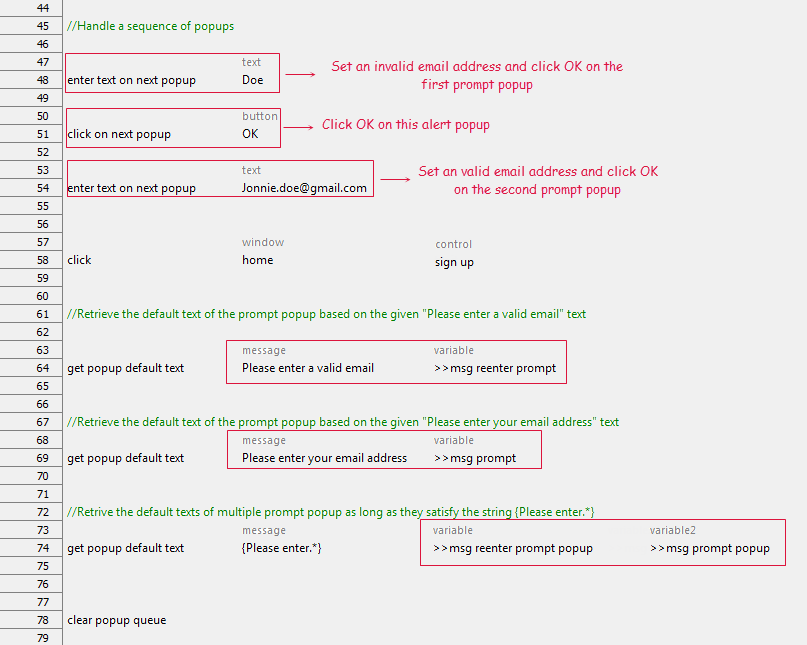 44
45 //Handle a sequence of popups
46
47 text
48 enter text on next popup Doe
Set an invalid email address and click OK on the
first prompt popup
49
50 button
51 click on next popup OK
Click OK on this alert popup
52
53 text
54 enter text on next popup Jonnie.doe@gmail.com
Set an valid email address and click OK
on the second prompt popup
55
56
57 window control
58 click home sign up
59
60
61 //Retrieve the default text of the prompt popup based on the given "Please enter a valid email" text
62
63 message variable
64 get popup default text Please enter a valid email >>msg reenter prompt
65
66
67 //Retrieve the default text of the prompt popup based on the given "Please enter your email address" text
68 message variable
69 get popup default text Please enter your email address >>msg prompt
70
71
72 //Retrive the default texts of multiple prompt popup as long as they satisfy the string {Please enter.*}
73 message variable variable2
74 get popup default text {Please enter.*} >>msg reenter prompt popup >>msg prompt popup
75
76
77
78 clear popup queue
79